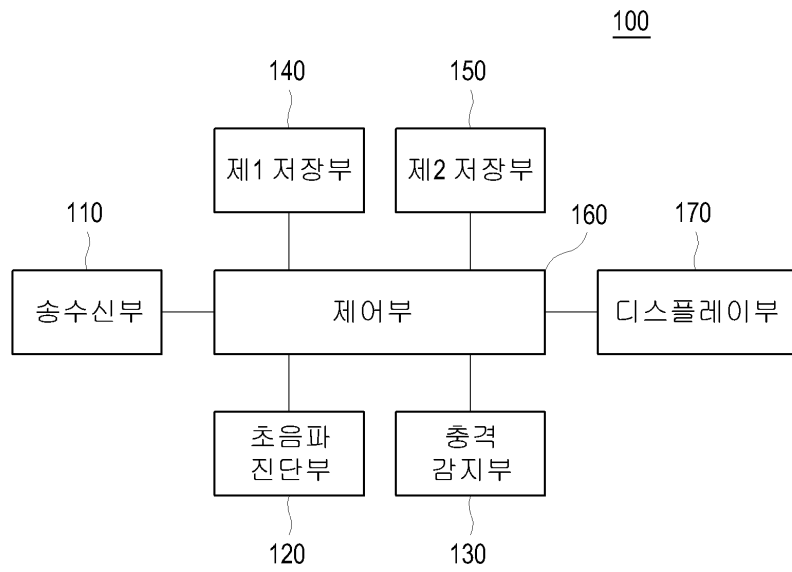 100
140
150
제1 저장부
제2 저장부
110
160
170
송수신부
제어부
디스플레이부
초음파
진단부
충격
감지부
120
130